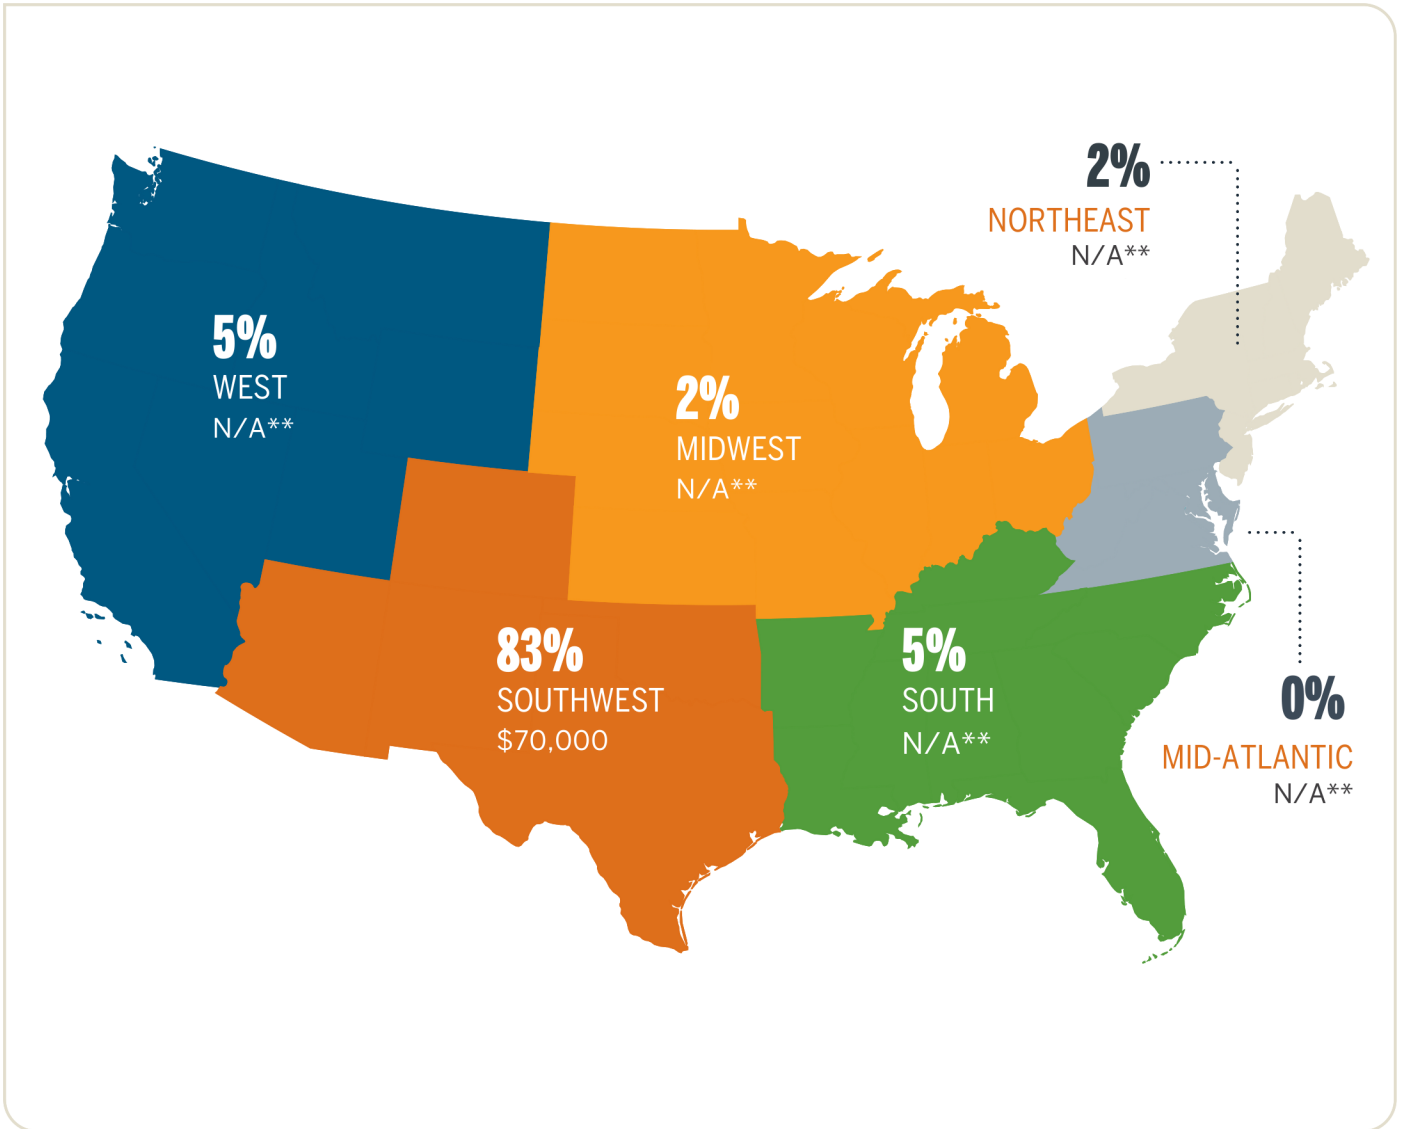 2%
NORTHEAST
N/A**
5%
WEST
N/A**
2%
MIDWEST
N/A**
83%
SOUTHWEST
$70,000
5%
SOUTH
N/A**
0%
MID-ATLANTIC
N/A**